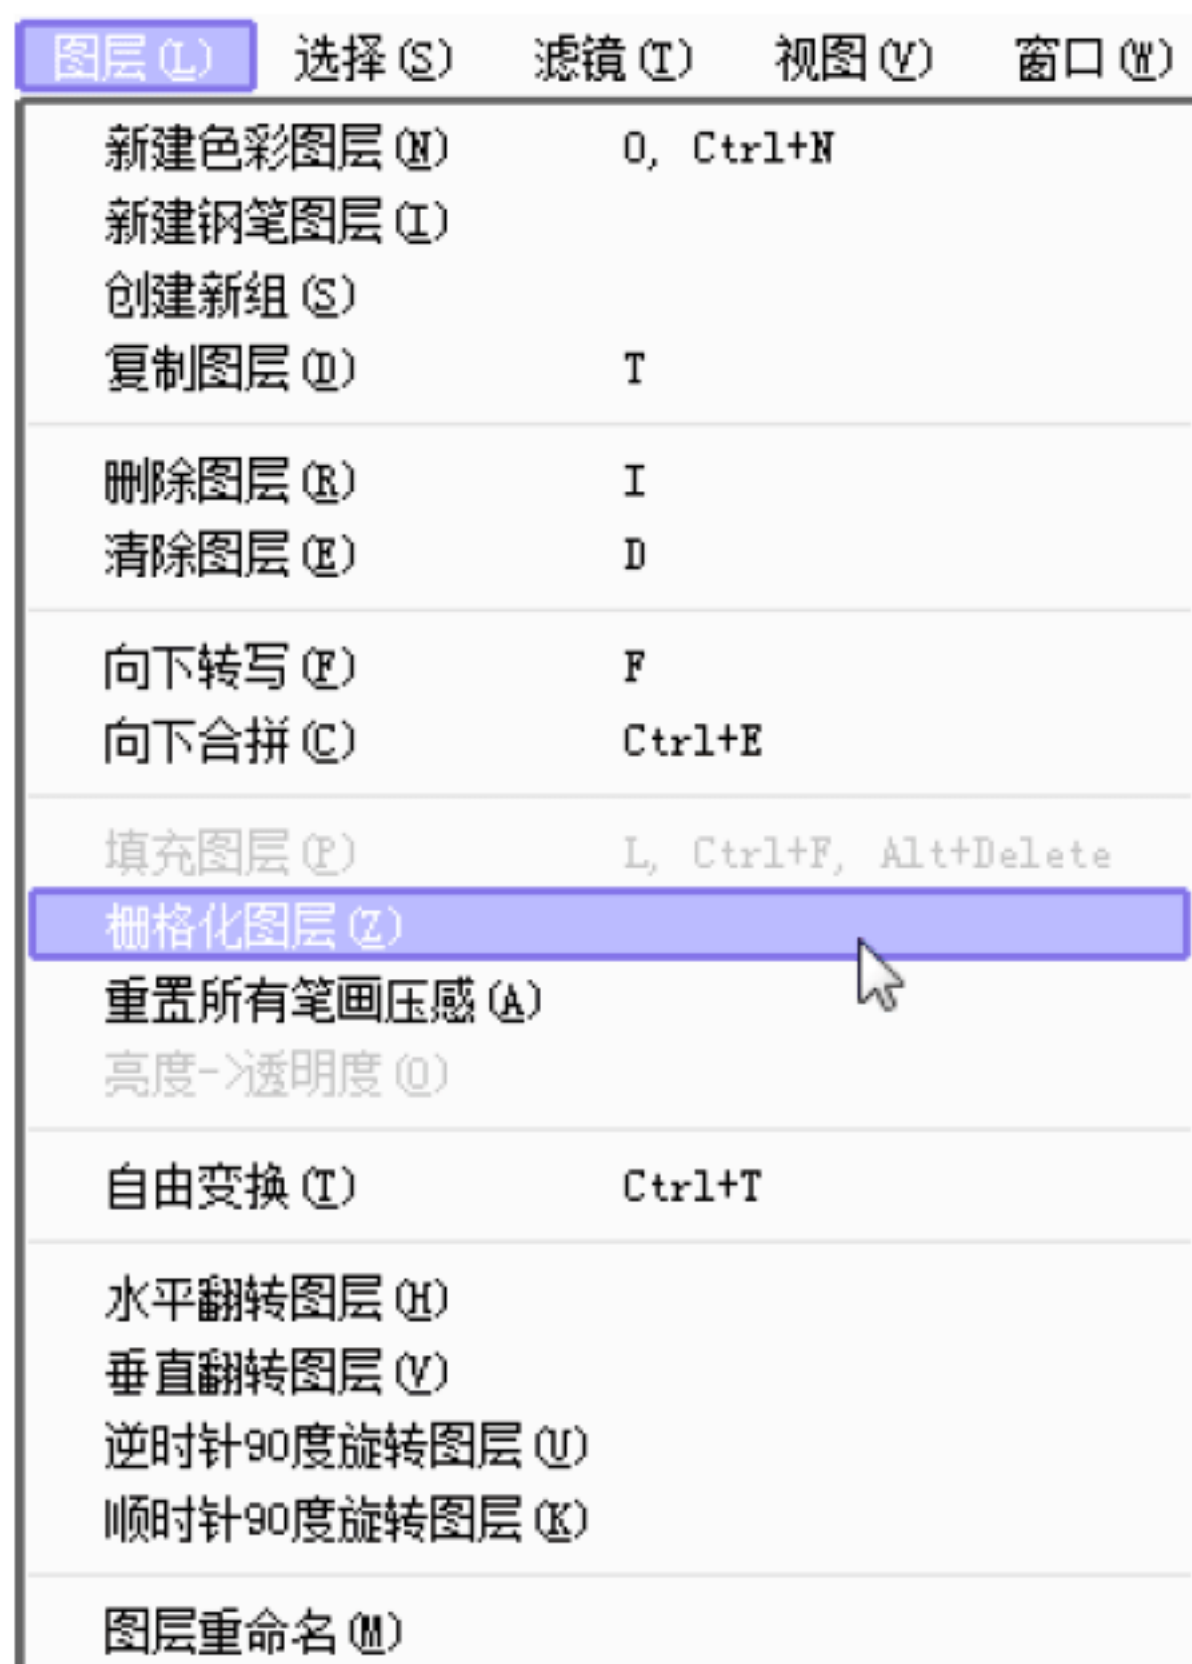 图层(L) 选择(S) 滤镜(T) 视图(V) 窗口(W)
新建色彩图层(N) O, Ctrl+N
新建钢笔图层(I)
创建新组(S)
复制图层(D) T
删除图层(R) I
清除图层(E) D
向下转写(F) F
向下合拼(C) Ctrl+E
填充图层(P) L, Ctrl+F, Alt+Delete
栅格化图层(Z)
重置所有笔画压感(A)
亮度->透明度(O)
自由变换(T) Ctrl+T
水平翻转图层(H)
垂直翻转图层(V)
逆时针90度旋转图层(U)
顺时针90度旋转图层(K)
图层重命名(M)